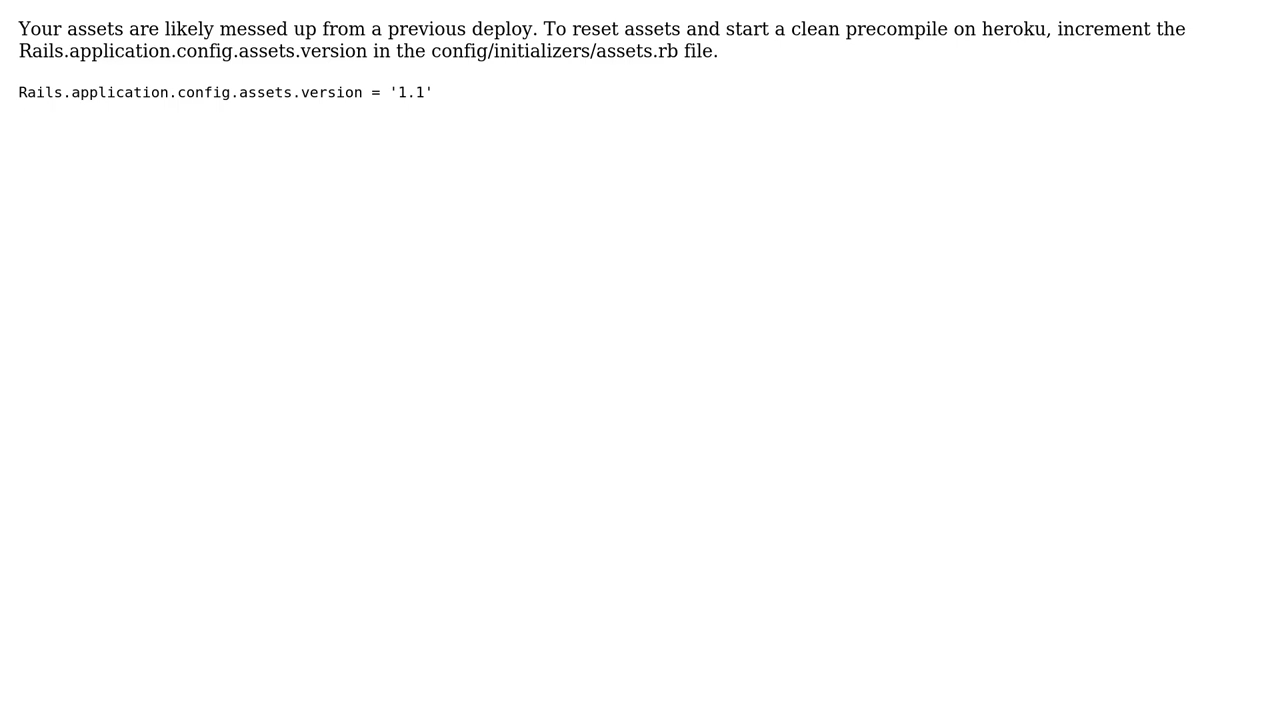 Your assets are likely messed up from a previous deploy. To reset assets and start a clean precompile on heroku, increment the
Rails.application.config.assets.version in the config/initializers/assets.rb file.
Rails.application.config.assets.version = '1.1'